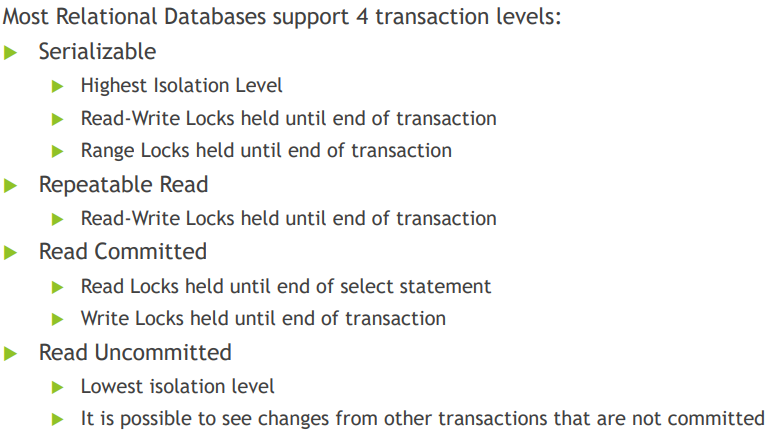 Most Relational Databases support 4 transaction levels:
Serializable
Highest Isolation Level
Read-Write Locks held until end of transaction
Range Locks held until end of transaction
Repeatable Read
Read-Write Locks held until end of transaction
Read Committed
Read Locks held until end of select statement
Write Locks held until end of transaction
Read Uncommitted
Lowest isolation level
It is possible to see changes from other transactions that are not committed